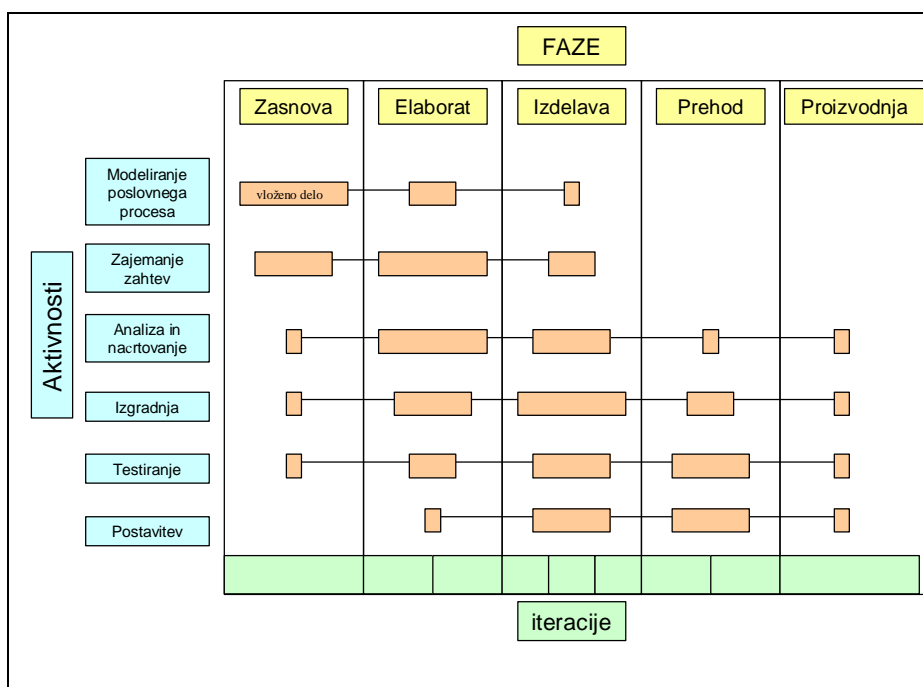 FAZE
Zasnova
Elaborat
Izdelava
Prehod
Proizvodnja
Aktivnosti
Modeliranje
poslovnega
procesa
vloženo delo
Zajemanje
zahtev
Analiza in
načrtovanje
Izgradnja
Testiranje
Postavitev
iteracije